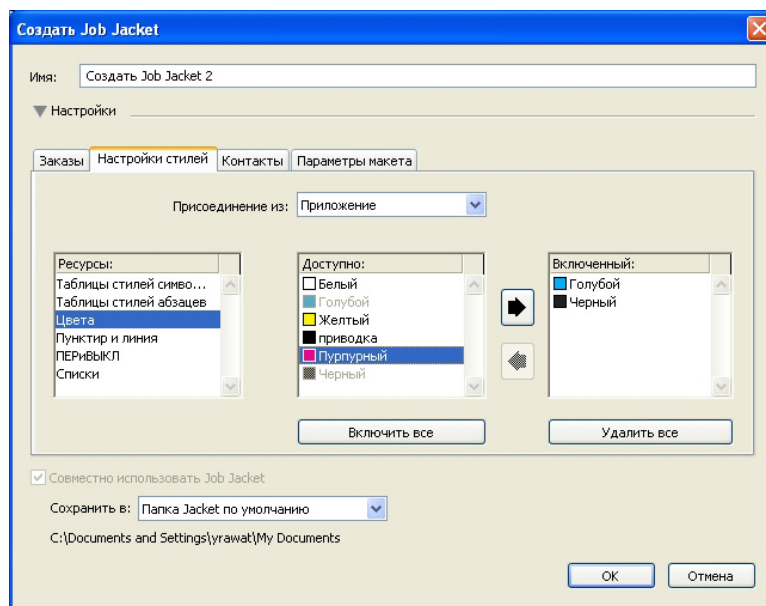 Создать Job Jacket
Имя: Создать Job Jacket 2
Настройки
Заказы Настройки стилей Контакты Параметры макета
Присоединение из: Приложение
Ресурсы: Доступно: Включенный:
Таблицы стилей симво... Белый Голубой
Таблицы стилей абзацев Голубой Черный
Цвета Желтый
Пунктир и линия приводка
ПЕРиВЫКЛ Пурпурный
Списки Черный
Включить все Удалить все
Совместно использовать Job Jacket
Сохранить в: Папка Jacket по умолчанию
C:\Documents and Settings\yrawat\My Documents
OK Отмена